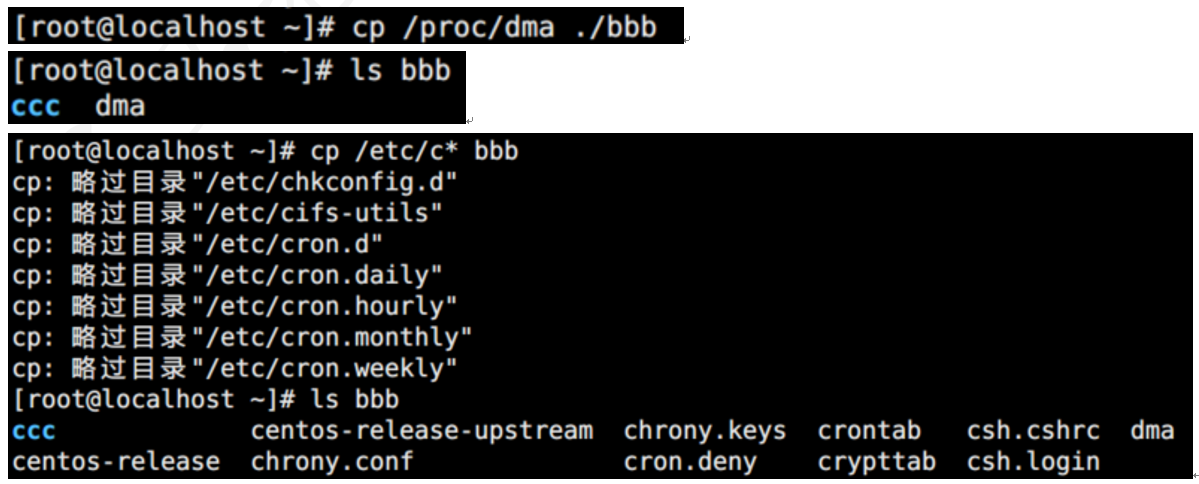 [root@localhost ~]# cp /proc/dma ./bbb
[root@localhost ~]# ls bbb
ccc  dma
[root@localhost ~]# cp /etc/c* bbb
cp: 略过目录"/etc/chkconfig.d"
cp: 略过目录"/etc/cifs-utils"
cp: 略过目录"/etc/cron.d"
cp: 略过目录"/etc/cron.daily"
cp: 略过目录"/etc/cron.hourly"
cp: 略过目录"/etc/cron.monthly"
cp: 略过目录"/etc/cron.weekly"
[root@localhost ~]# ls bbb
ccc             centos-release-upstream  chrony.keys  crontab   csh.cshrc  dma
centos-release  chrony.conf              cron.deny    crypttab  csh.login